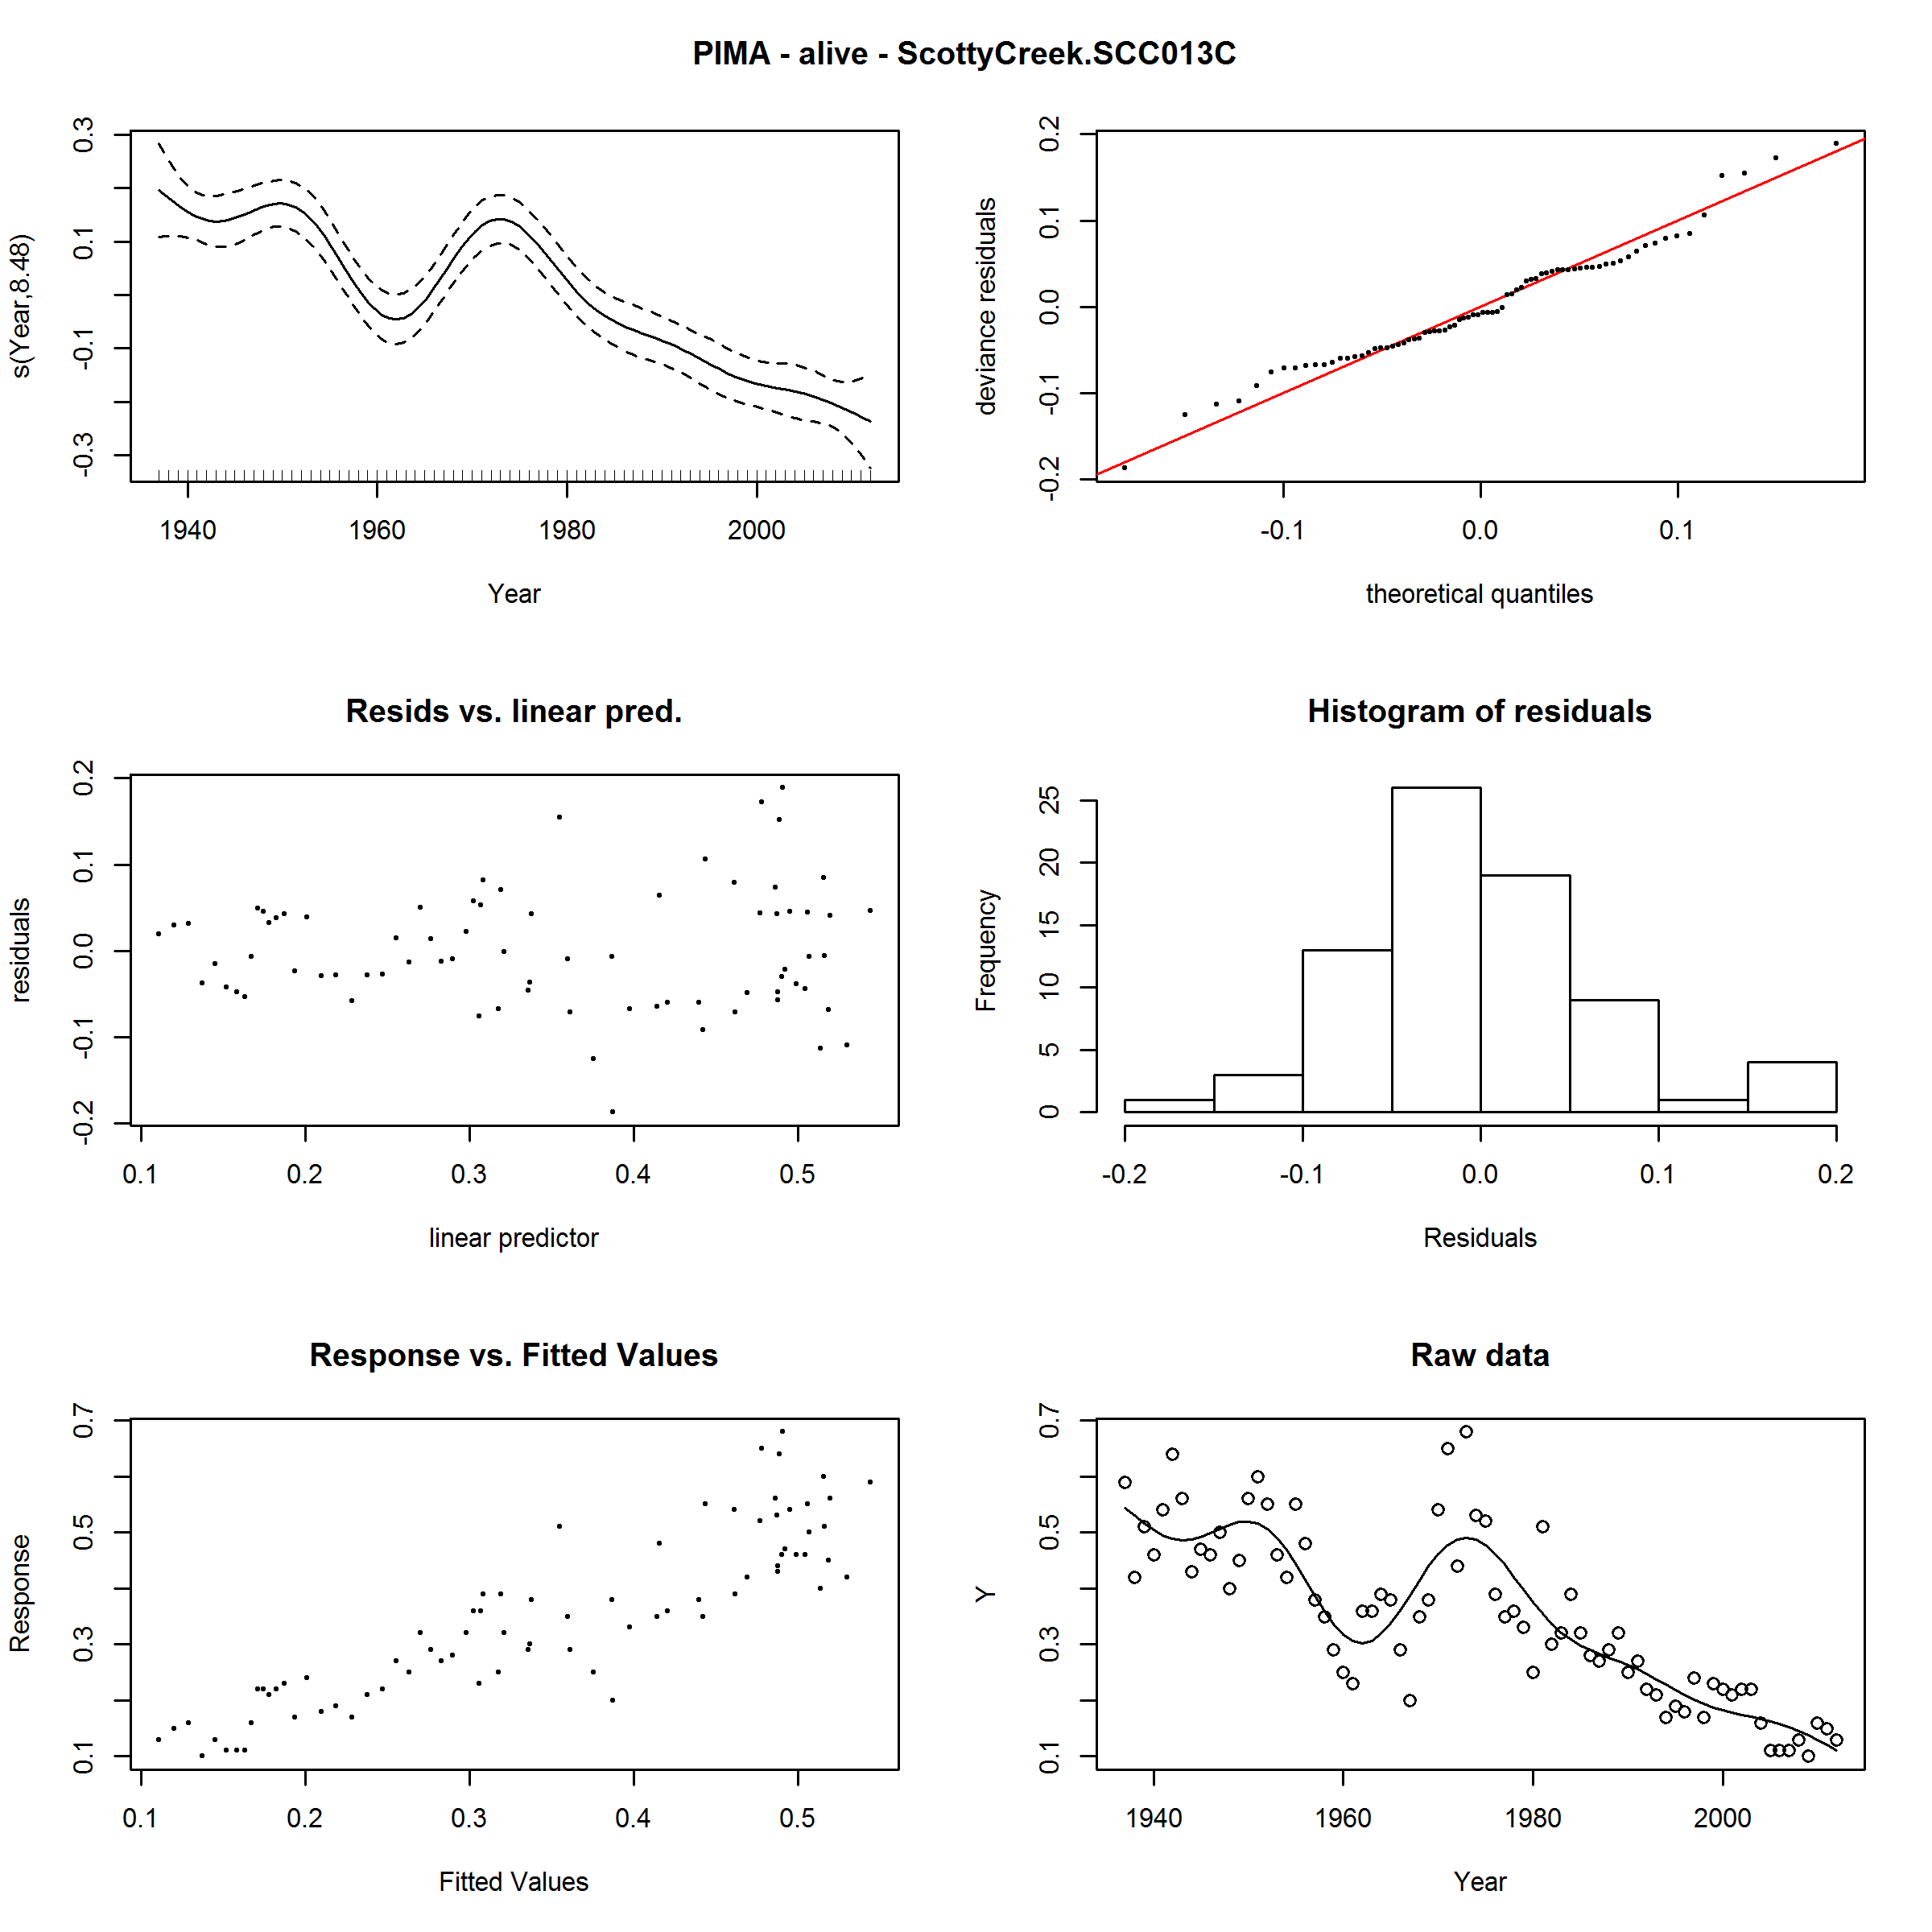 PIMA - alive - ScottyCreek.SCC013C
0.3
0.1
-0.1
-0.3
s(Year,8.48)
1940 1960 1980 2000
Year
0.2
0.1
0.0
-0.1
-0.2
deviance residuals
-0.1 0.0 0.1
theoretical quantiles
Resids vs. linear pred.
0.2
0.1
0.0
-0.1
-0.2
residuals
0.1 0.2 0.3 0.4 0.5
linear predictor
Histogram of residuals
25
20
15
10
5
0
Frequency
-0.2 -0.1 0.0 0.1 0.2
Residuals
Response vs. Fitted Values
0.7
0.5
0.3
0.1
Response
0.1 0.2 0.3 0.4 0.5
Fitted Values
Raw data
0.7
0.5
0.3
0.1
Y
1940 1960 1980 2000
Year